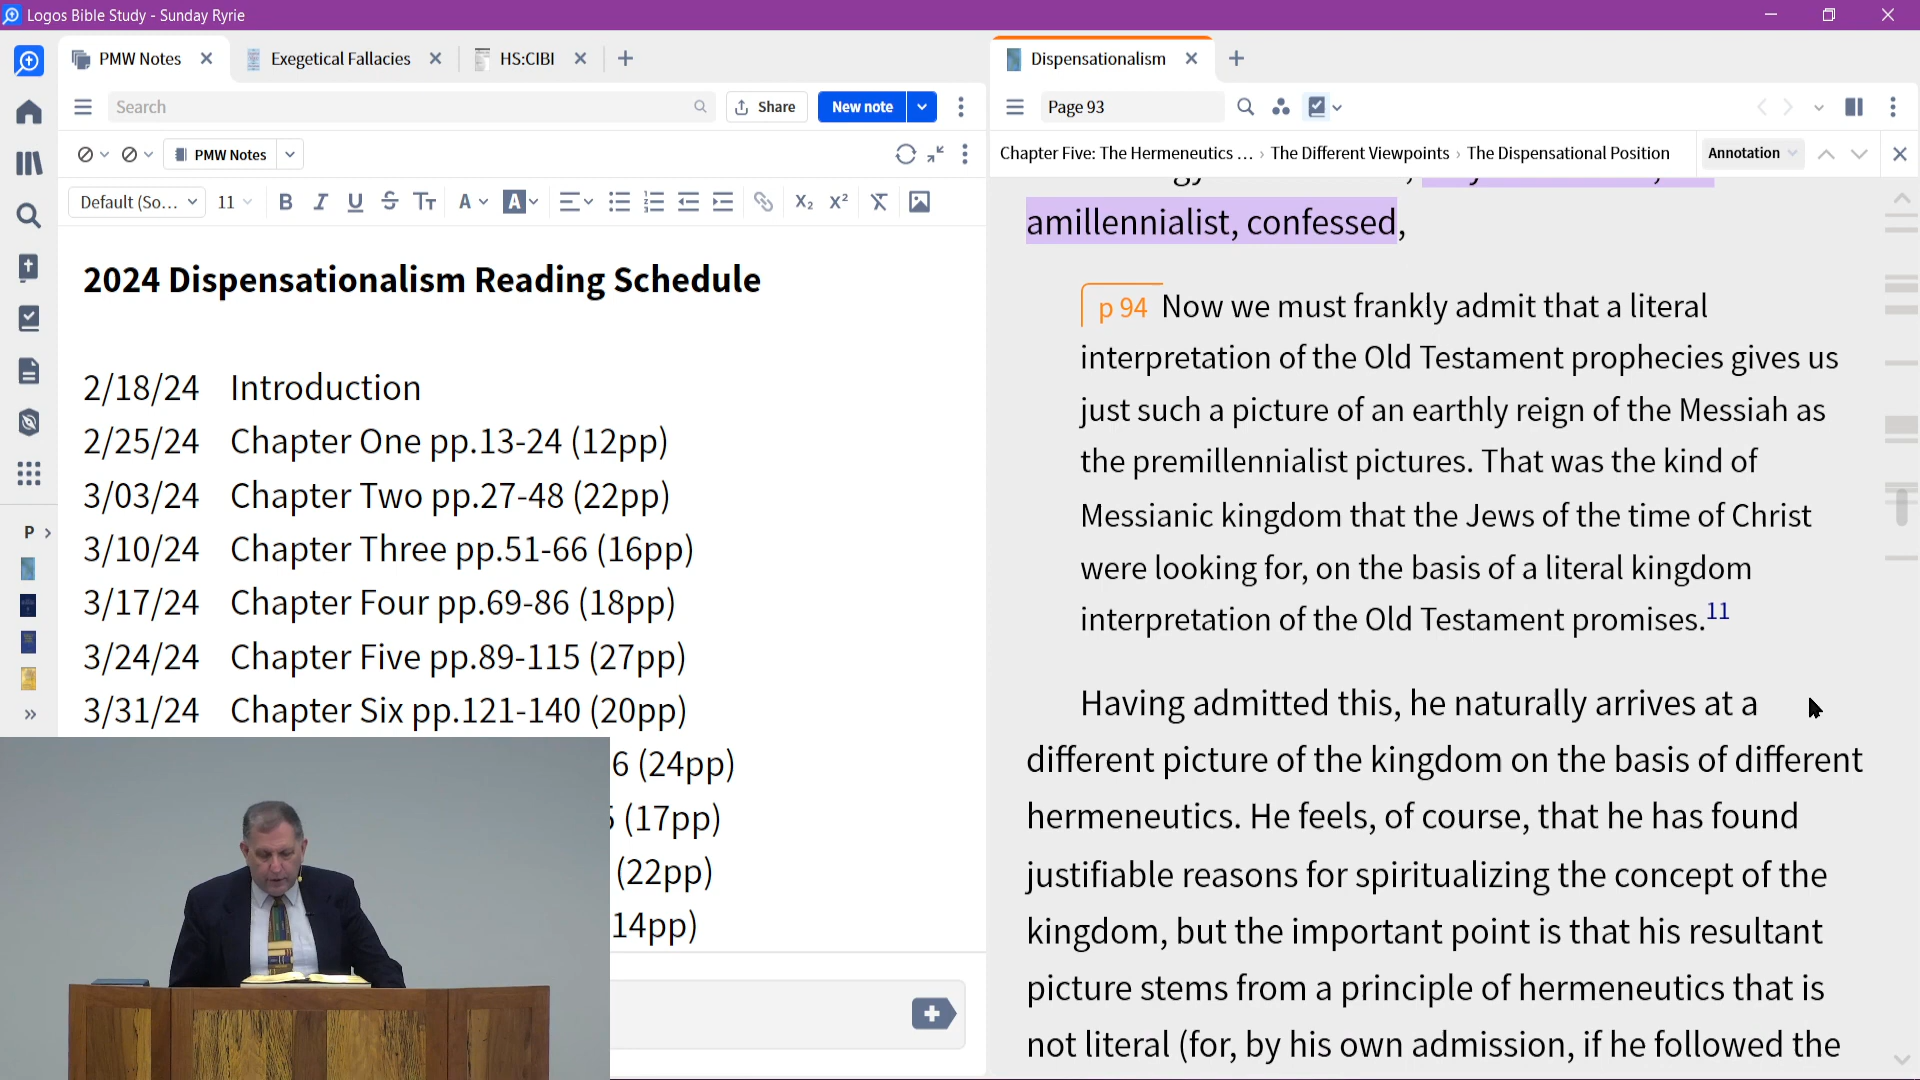 Logos Bible Study - Sunday Ryrie
PMW Notes
Exegetical Fallacies
HS:CIBI
Search
Share
New note
PMW Notes
Default (So...
11
B I U S Tт A A X₂ X²
2024 Dispensationalism Reading Schedule
2/18/24 Introduction
2/25/24 Chapter One pp.13-24 (12pp)
3/03/24 Chapter Two pp.27-48 (22pp)
3/10/24 Chapter Three pp.51-66 (16pp)
3/17/24 Chapter Four pp.69-86 (18pp)
3/24/24 Chapter Five pp.89-115 (27pp)
3/31/24 Chapter Six pp.121-140 (20pp)
6 (24pp)
(17pp)
(22pp)
14pp)
P
Dispensationalism
Page 93
Chapter Five: The Hermeneutics ... › The Different Viewpoints › The Dispensational Position
Annotation
amillennialist, confessed,
p 94 Now we must frankly admit that a literal
interpretation of the Old Testament prophecies gives us
just such a picture of an earthly reign of the Messiah as
the premillennialist pictures. That was the kind of
Messianic kingdom that the Jews of the time of Christ
were looking for, on the basis of a literal kingdom
interpretation of the Old Testament promises.11
Having admitted this, he naturally arrives at a
different picture of the kingdom on the basis of different
hermeneutics. He feels, of course, that he has found
justifiable reasons for spiritualizing the concept of the
kingdom, but the important point is that his resultant
picture stems from a principle of hermeneutics that is
not literal (for, by his own admission, if he followed the